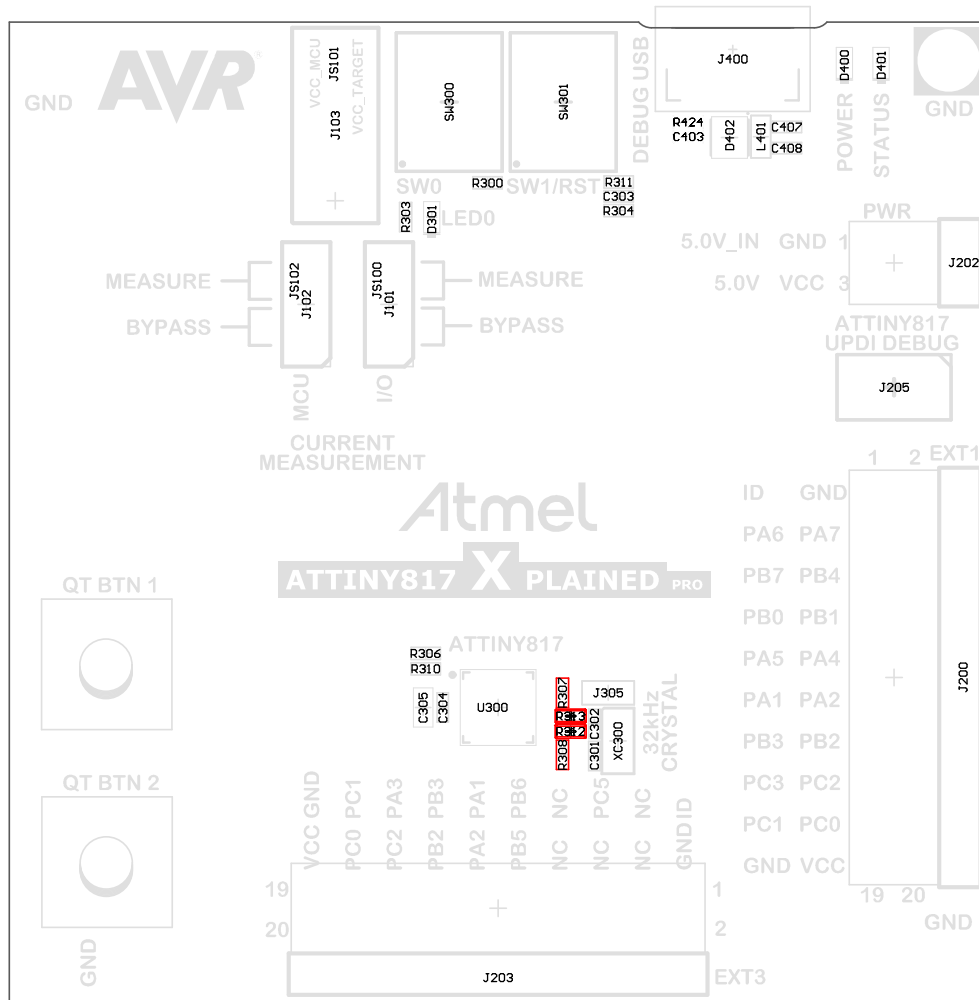 J400
VCC_MCU
JS101
VCC_TARGET
J103
DEBUG USB
D400
D401
AVR
GND
SW300
SW301
GND
R424
C403
D402
L401
C407
C408
POWER
STATUS
SW0
R300
SW1/RST
R311
C303
R304
R303
D301
LED0
PWR
5.0V_IN GND 1
5.0V VCC 3
J202
MEASURE
JS102
J102
JS100
J101
MEASURE
BYPASS
BYPASS
ATTINY817
UPDI DEBUG
J205
MCU
I/O
CURRENT
MEASUREMENT
1 2 EXT1
ID GND
PA6 PA7
PB7 PB4
PB0 PB1
PA5 PA4
PA1 PA2
PB3 PB2
PC3 PC2
PC1 PC0
GND VCC
19 20
J200
GND
Atmel
ATTINY817 X PLAINED PRO
QT BTN 1
ATTINY817
R306
R310
C305
C304
U300
R307
R308
J305
C302
C301
XC300
32kHz
CRYSTAL
QT BTN 2
VCC GND
PC0 PC1
PC2 PA3
PB2 PB3
PA2 PA1
PB5 PB6
NC NC
NC PC5
NC NC
GND ID
19
1
20
2
GND
J203
EXT3